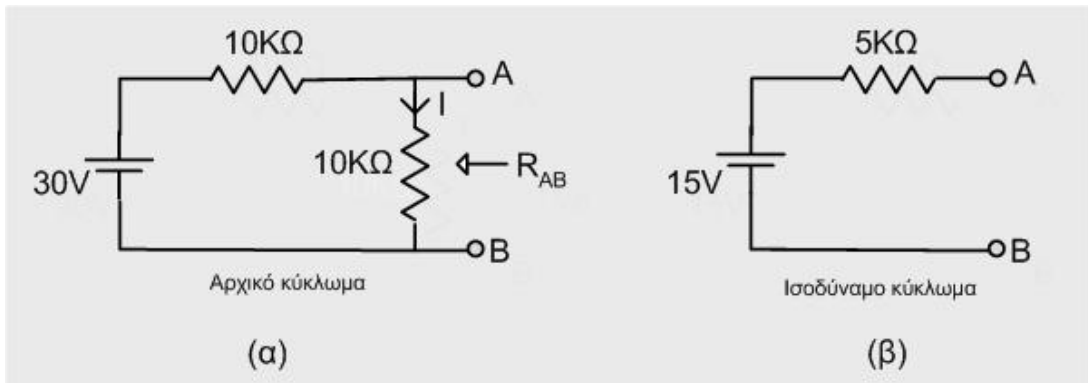 10KΩ
A
I
10KΩ
R_AB
30V
B
Αρχικό κύκλωμα
(α)
5KΩ
A
15V
B
Ισοδύναμο κύκλωμα
(β)